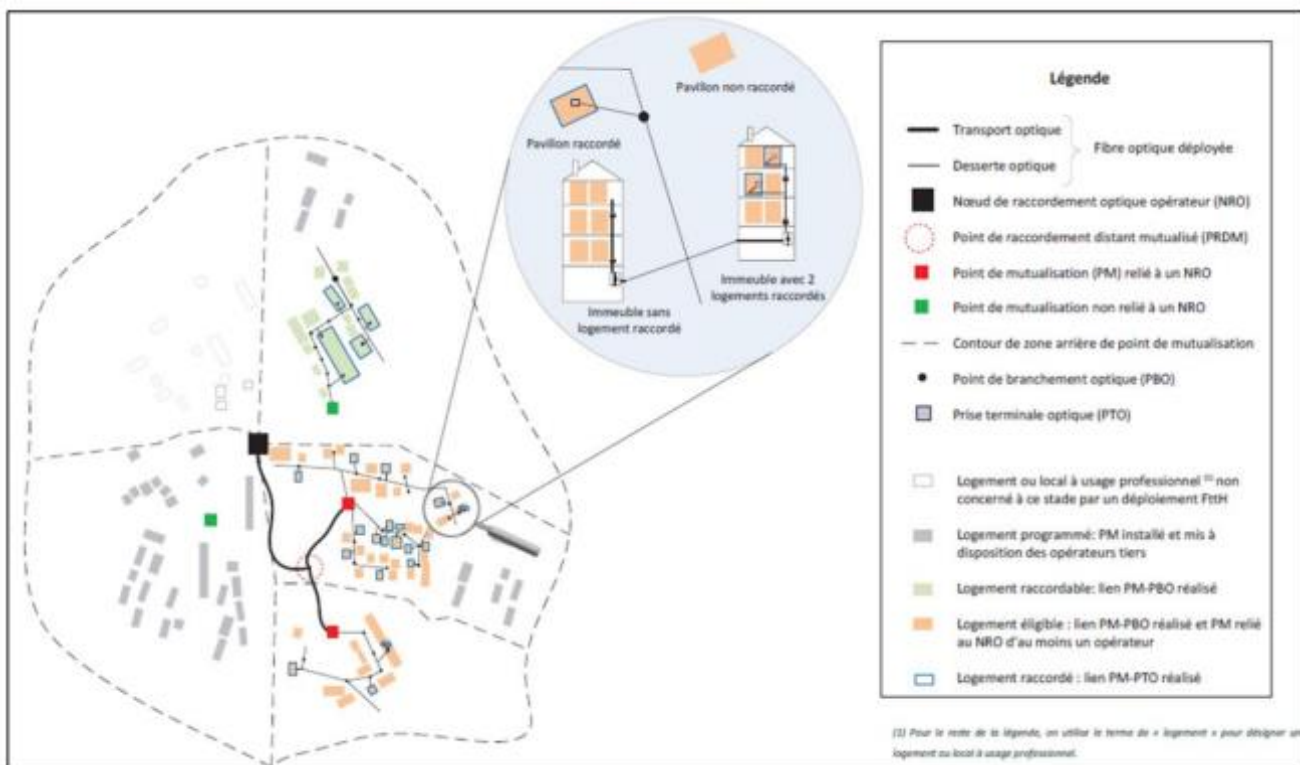 Pavillon non raccordé
Pavillon raccordé
Immeuble sans
logement raccordé
Immeuble avec 2
logements raccordés
Légende
Transport optique
Desserte optique
Fibre optique déployée
Nœud de raccordement optique opérateur (NRO)
Point de raccordement distant mutualisé (PRDM)
Point de mutualisation (PM) relié à un NRO
Point de mutualisation non relié à un NRO
Contour de zone arrière de point de mutualisation
Point de branchement optique (PBO)
Prise terminale optique (PTO)
Logement ou local à usage professionnel (1) non
concerné à ce stade par un déploiement FttH
Logement programmé: PM installé et mis à
disposition des opérateurs tiers
Logement raccordable: lien PM-PBO réalisé
Logement éligible : lien PM-PBO réalisé et PM relié
au NRO d'au moins un opérateur
Logement raccordé : lien PM-PTO réalisé
(1) Pour le reste de la légende, on utilise le terme de « logement » pour désigner un
logement ou local à usage professionnel.